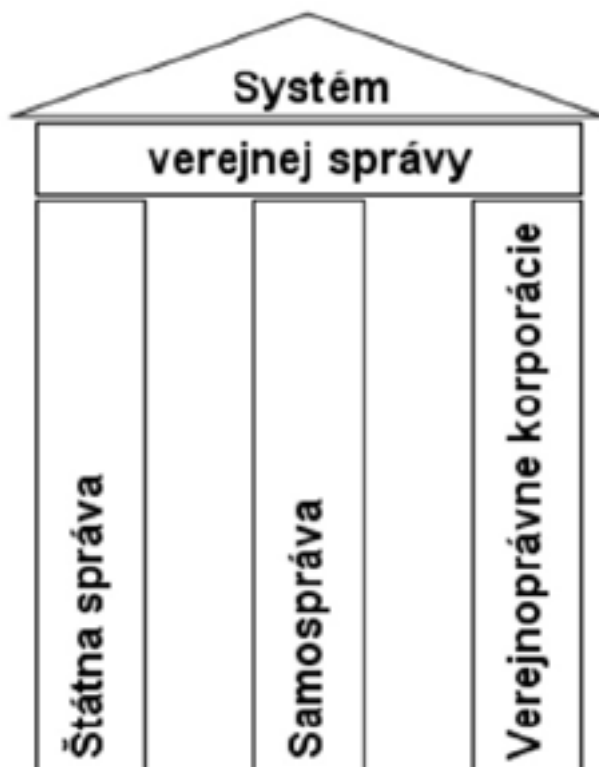 Systém
verejnej správy
Štátna správa
Samospráva
Verejnoprávne korporácie